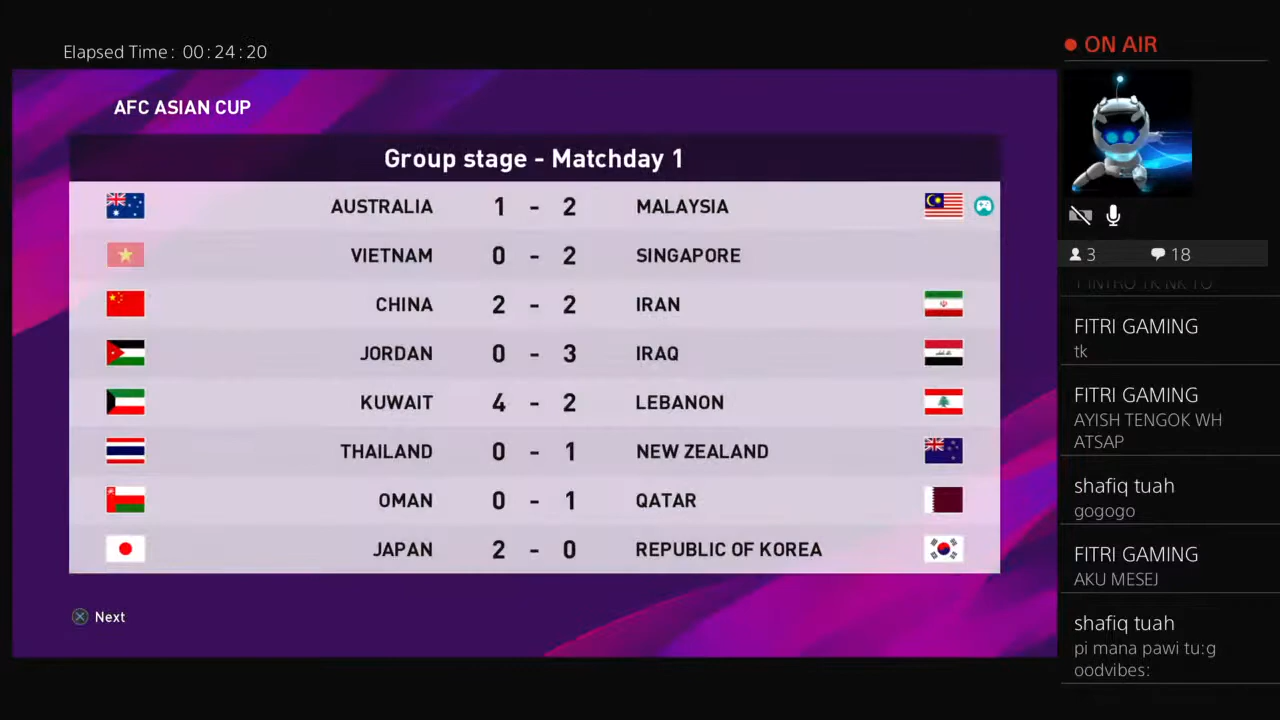 Elapsed Time: 00:24:20
ON AIR
AFC ASIAN CUP
Group stage - Matchday 1
AUSTRALIA 1 - 2 MALAYSIA
VIETNAM 0 - 2 SINGAPORE
CHINA 2 - 2 IRAN
JORDAN 0 - 3 IRAQ
KUWAIT 4 - 2 LEBANON
THAILAND 0 - 1 NEW ZEALAND
OMAN 0 - 1 QATAR
JAPAN 2 - 0 REPUBLIC OF KOREA
Next
3 18
FITRI GAMING
tk
FITRI GAMING
AYISH TENGOK WH
ATSAP
shafiq tuah
gogogo
FITRI GAMING
AKU MESEJ
shafiq tuah
pi mana pawi tu:g
oodvibes: